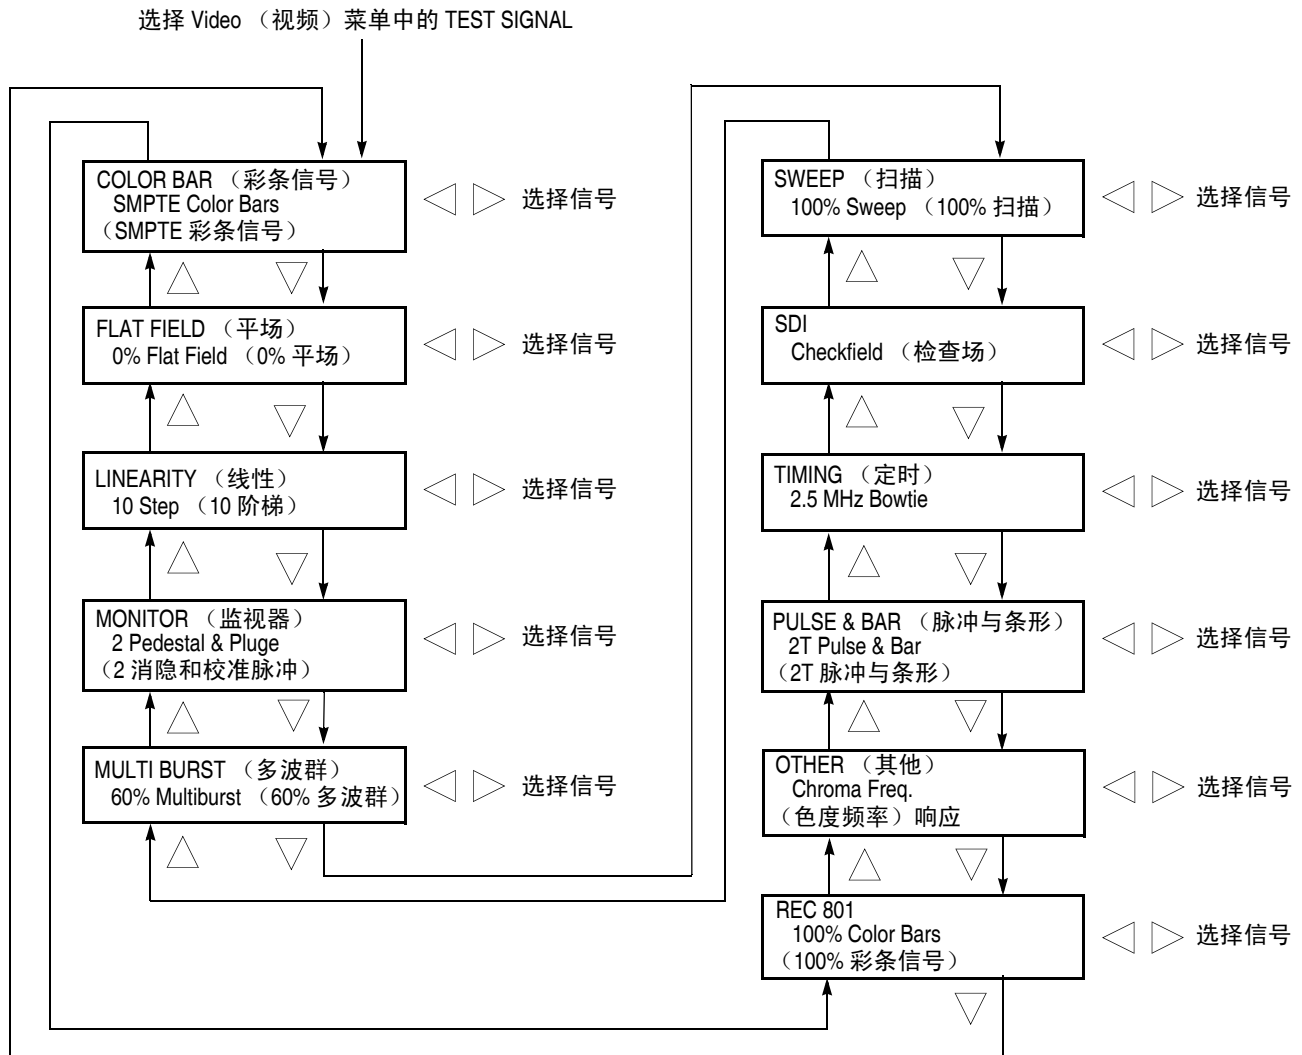 选择 Video （视频）菜单中的 TEST SIGNAL
COLOR BAR （彩条信号）
SMPTE Color Bars
（SMPTE 彩条信号）
选择信号
FLAT FIELD （平场）
0% Flat Field （0% 平场）
选择信号
LINEARITY （线性）
10 Step （10 阶梯）
选择信号
MONITOR （监视器）
2 Pedestal & Pluge
（2 消隐和校准脉冲）
选择信号
MULTI BURST （多波群）
60% Multiburst （60% 多波群）
选择信号
SWEEP （扫描）
100% Sweep （100% 扫描）
选择信号
SDI
Checkfield （检查场）
选择信号
TIMING （定时）
2.5 MHz Bowtie
选择信号
PULSE & BAR （脉冲与条形）
2T Pulse & Bar
（2T 脉冲与条形）
选择信号
OTHER （其他）
Chroma Freq.
（色度频率）响应
选择信号
REC 801
100% Color Bars
（100% 彩条信号）
选择信号